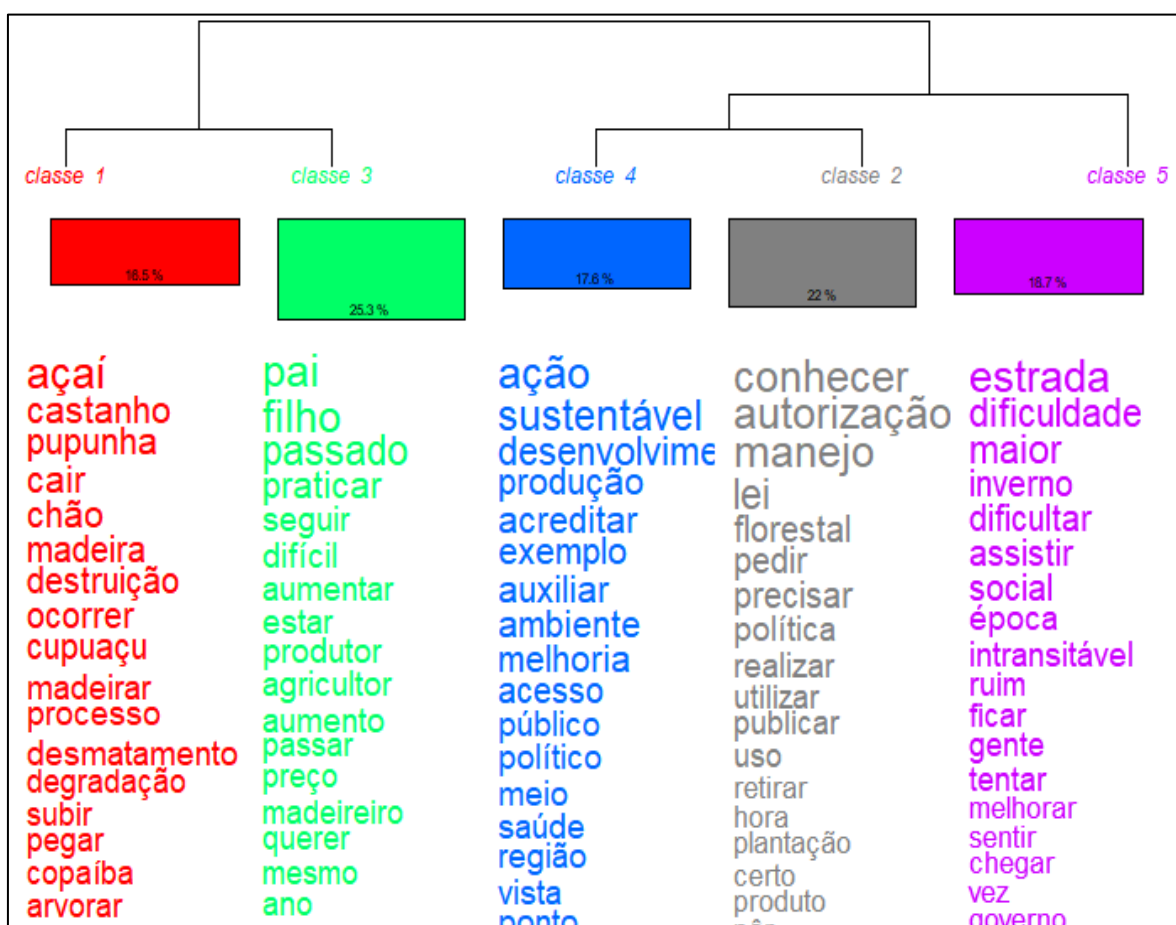 classe 1
classe 3
classe 4
classe 2
classe 5
16.5 %
25.3 %
17.6 %
22 %
18.7 %
açaí
castanho
pupunha
cair
chão
madeira
destruição
ocorrer
cupuaçu
madeirar
processo
desmatamento
degradação
subir
pegar
copaíba
arvorar
pai
filho
passado
praticar
seguir
difícil
aumentar
estar
produtor
agricultor
aumento
passar
preço
madeireiro
querer
mesmo
ano
ação
sustentável
desenvolvime
produção
acreditar
exemplo
auxiliar
ambiente
melhoria
acesso
público
político
meio
saúde
região
vista
ponto
conhecer
autorização
manejo
lei
florestal
pedir
precisar
política
realizar
utilizar
publicar
uso
retirar
hora
plantação
certo
produto
estrada
dificuldade
maior
inverno
dificultar
assistir
social
época
intransitável
ruim
ficar
gente
tentar
melhorar
sentir
chegar
vez
governo